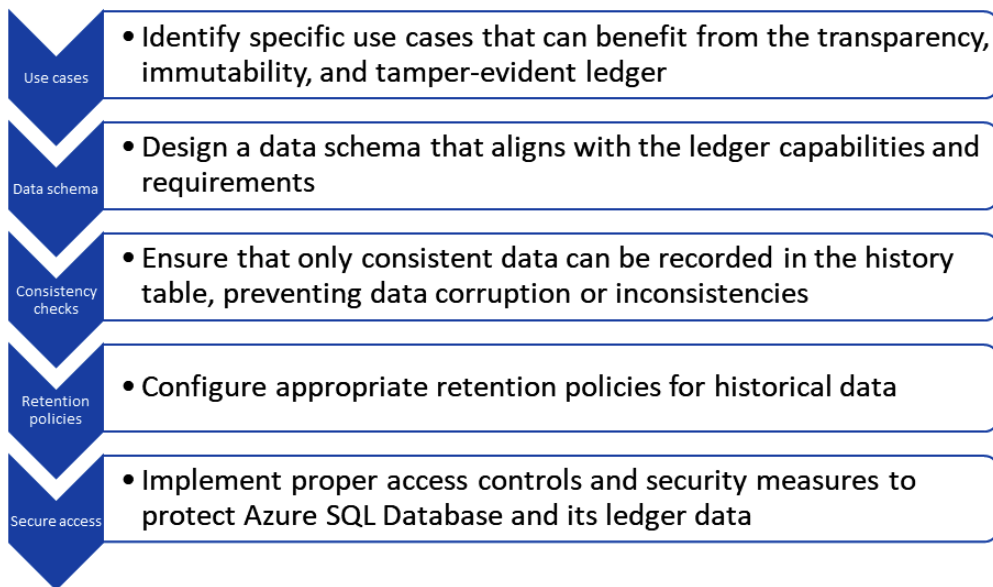 Use cases
• Identify specific use cases that can benefit from the transparency,
immutability, and tamper-evident ledger
Data schema
• Design a data schema that aligns with the ledger capabilities and
requirements
Consistency
checks
• Ensure that only consistent data can be recorded in the history
table, preventing data corruption or inconsistencies
Retention
policies
• Configure appropriate retention policies for historical data
Secure access
• Implement proper access controls and security measures to
protect Azure SQL Database and its ledger data